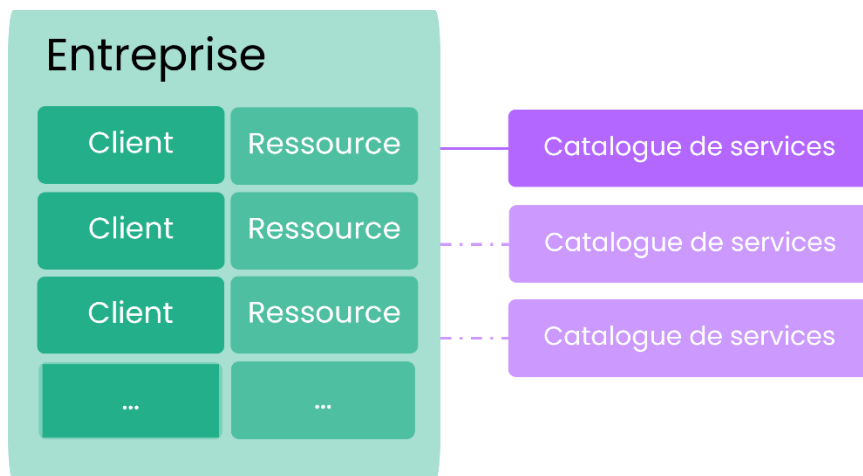 Entreprise
Client Ressource Catalogue de services
Client Ressource Catalogue de services
Client Ressource Catalogue de services
... ...